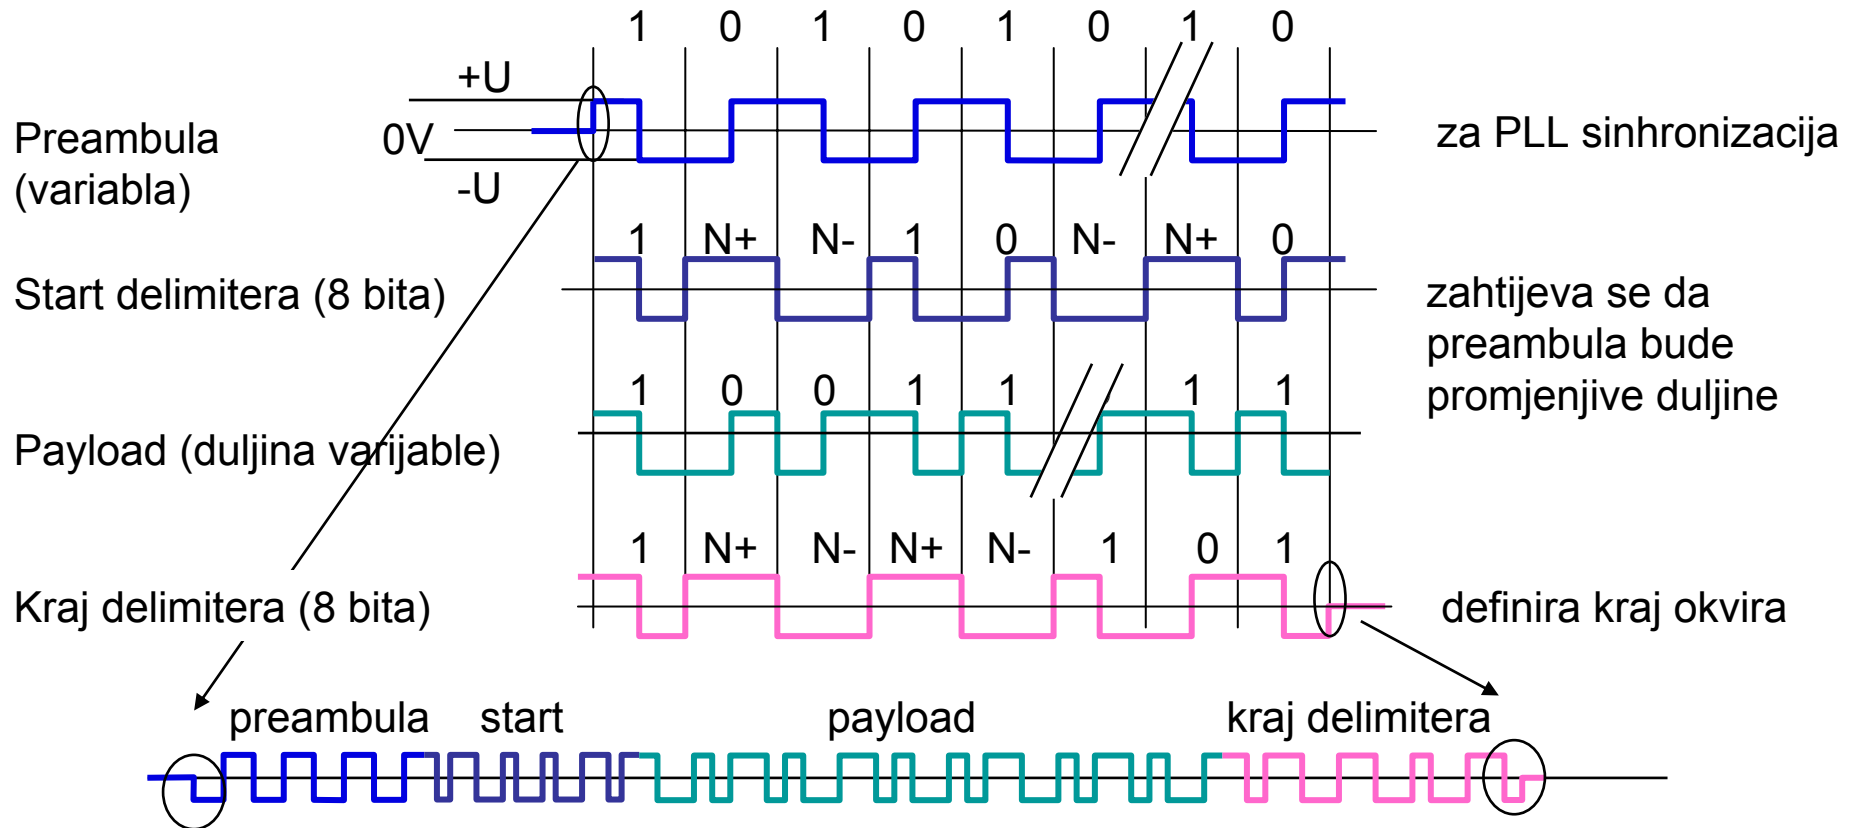 1 0 1 0 1 0 1 0
+U
0V
-U
Preambula
(variabla)
za PLL sinhronizacija
1 N+ N- 1 0 N- N+ 0
Start delimitera (8 bita)
zahtijeva se da
preambula bude
promjenjive duljine
1 0 0 1 1 1 1
Payload (duljina varijable)
1 N+ N- N+ N- 1 0 1
Kraj delimitera (8 bita)
definira kraj okvira
preambula start payload kraj delimitera